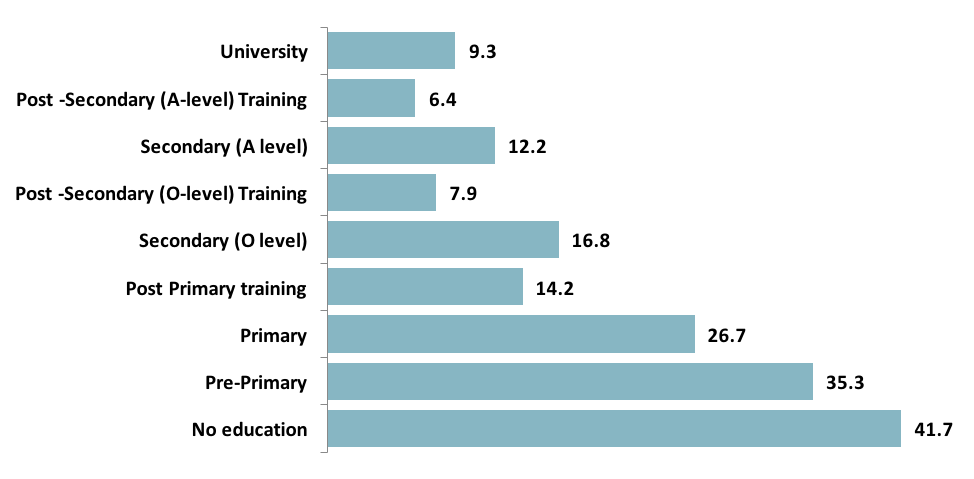 University 9.3
Post -Secondary (A-level) Training 6.4
Secondary (A level) 12.2
Post -Secondary (O-level) Training 7.9
Secondary (O level) 16.8
Post Primary training 14.2
Primary 26.7
Pre-Primary 35.3
No education 41.7